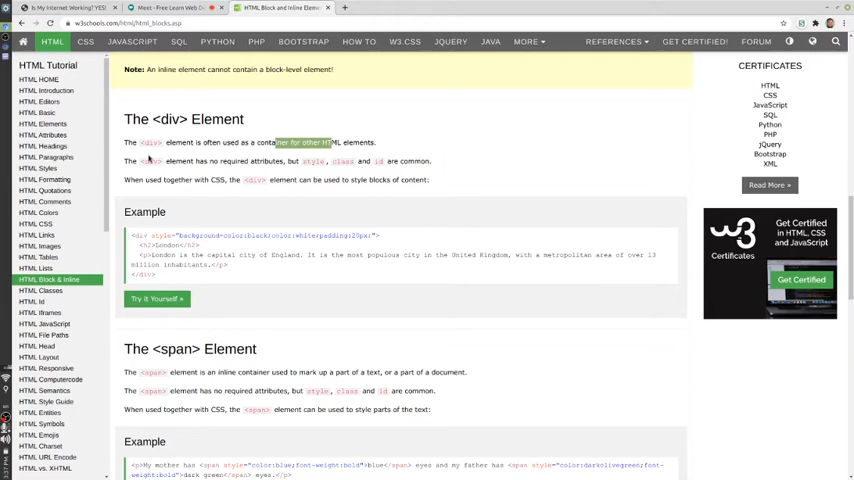 Is My Internet Working? YES!
Meet - Free Learn Web De
HTML Block and Inline Elemen
w3schools.com/html/html_blocks.asp
HTML CSS JAVASCRIPT SQL PYTHON PHP BOOTSTRAP HOW TO W3.CSS JQUERY JAVA MORE REFERENCES GET CERTIFIED! FORUM
HTML Tutorial
HTML HOME
HTML Introduction
HTML Editors
HTML Basic
HTML Elements
HTML Attributes
HTML Headings
HTML Paragraphs
HTML Styles
HTML Formatting
HTML Quotations
HTML Comments
HTML Colors
HTML CSS
HTML Links
HTML Images
HTML Tables
HTML Lists
HTML Block & Inline
HTML Classes
HTML Id
HTML Iframes
HTML JavaScript
HTML File Paths
HTML Head
HTML Layout
HTML Responsive
HTML Computercode
HTML Semantics
HTML Style Guide
HTML Entities
HTML Symbols
HTML Emojis
HTML Charset
HTML URL Encode
HTML vs. XHTML
Note: An inline element cannot contain a block-level element!
The <div> Element
The <div> element is often used as a container for other HTML elements.
The <div> element has no required attributes, but style, class and id are common.
When used together with CSS, the <div> element can be used to style blocks of content:
Example
<div style="background-color:black;color:white;padding:20px;">
<h2>London</h2>
<p>London is the capital city of England. It is the most populous city in the United Kingdom, with a metropolitan area of over 13
million inhabitants.</p>
</div>
Try it Yourself »
The <span> Element
The <span> element is an inline container used to mark up a part of a text, or a part of a document.
The <span> element has no required attributes, but style, class and id are common.
When used together with CSS, the <span> element can be used to style parts of the text:
Example
<p>My mother has <span style="color:blue;font-weight:bold">blue</span> eyes and my father has <span style="color:darkolivegreen;font-
weight:bold">dark green</span> eyes.</p>
CERTIFICATES
HTML
CSS
JavaScript
SQL
Python
PHP
jQuery
Bootstrap
XML
Read More »
w3
Certificates
Get Certified
in HTML, CSS
and JavaScript
Get Certified
3:37 PM